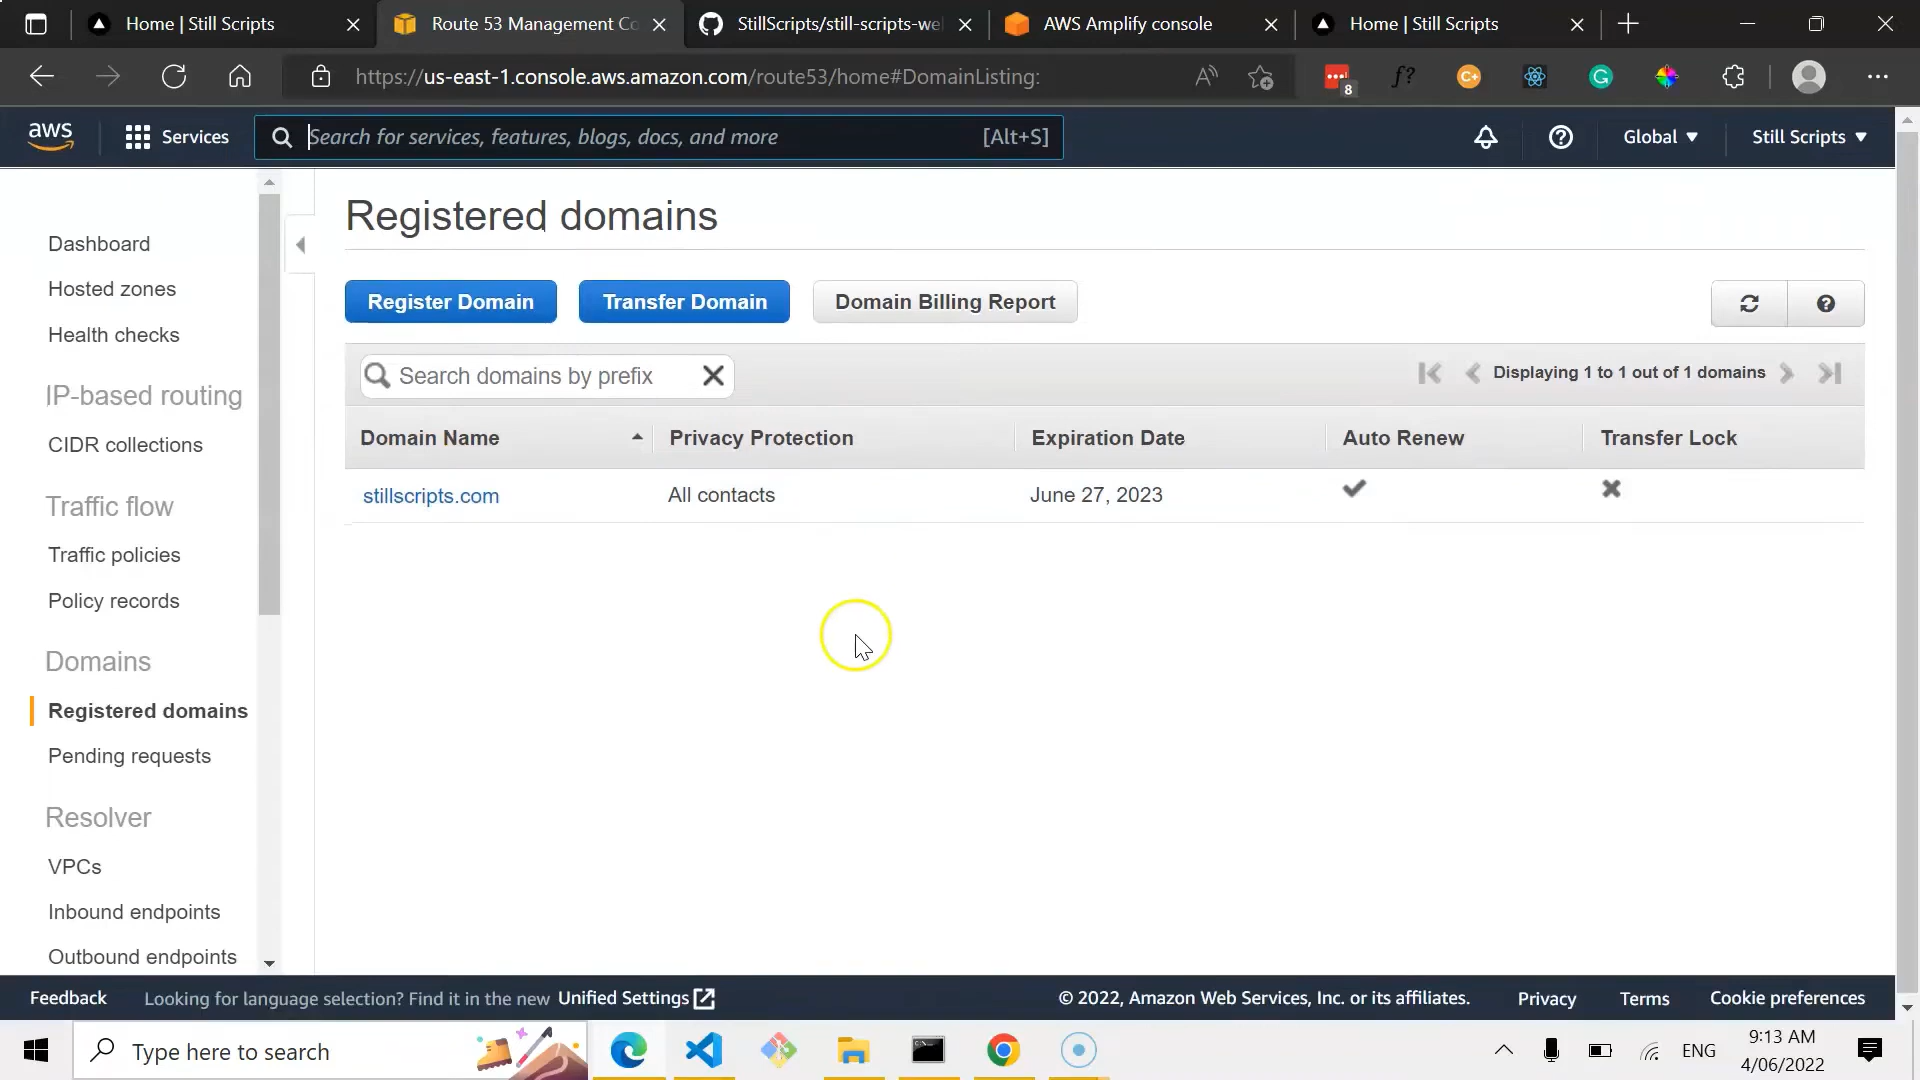 Home | Still Scripts
Route 53 Management Co
StillScripts/still-scripts-we
AWS Amplify console
Home | Still Scripts
https://us-east-1.console.aws.amazon.com/route53/home#DomainListing:
8
aws
Services
Search for services, features, blogs, docs, and more
[Alt+S]
Global
Still Scripts
Dashboard
Hosted zones
Health checks
IP-based routing
CIDR collections
Traffic flow
Traffic policies
Policy records
Domains
Registered domains
Pending requests
Resolver
VPCs
Inbound endpoints
Outbound endpoints
Registered domains
Register Domain
Transfer Domain
Domain Billing Report
Search domains by prefix
Displaying 1 to 1 out of 1 domains
Domain Name
Privacy Protection
Expiration Date
Auto Renew
Transfer Lock
stillscripts.com
All contacts
June 27, 2023
Feedback
Looking for language selection? Find it in the new Unified Settings
© 2022, Amazon Web Services, Inc. or its affiliates.
Privacy
Terms
Cookie preferences
Type here to search
ENG
9:13 AM
4/06/2022